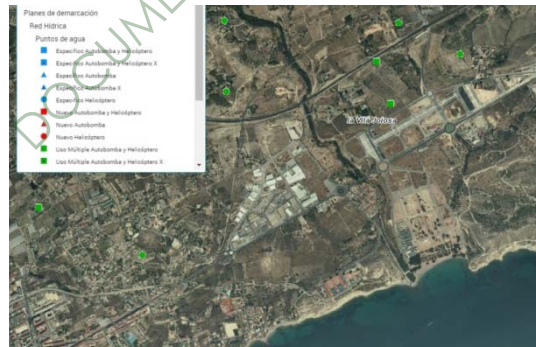 DOCUME
Planes de demarcación
Red Hídrica
Puntos de agua
Específico Autobomba y Helicóptero
Específico Autobomba y Helicóptero X
Específico Autobomba
Específico Autobomba X
Específico Helicóptero
Nuevo Autobomba y Helicóptero
Nuevo Autobomba
Nuevo Helicóptero
Uso Múltiple Autobomba y Helicóptero
Uso Múltiple Autobomba y Helicóptero X
la Vila Joiosa